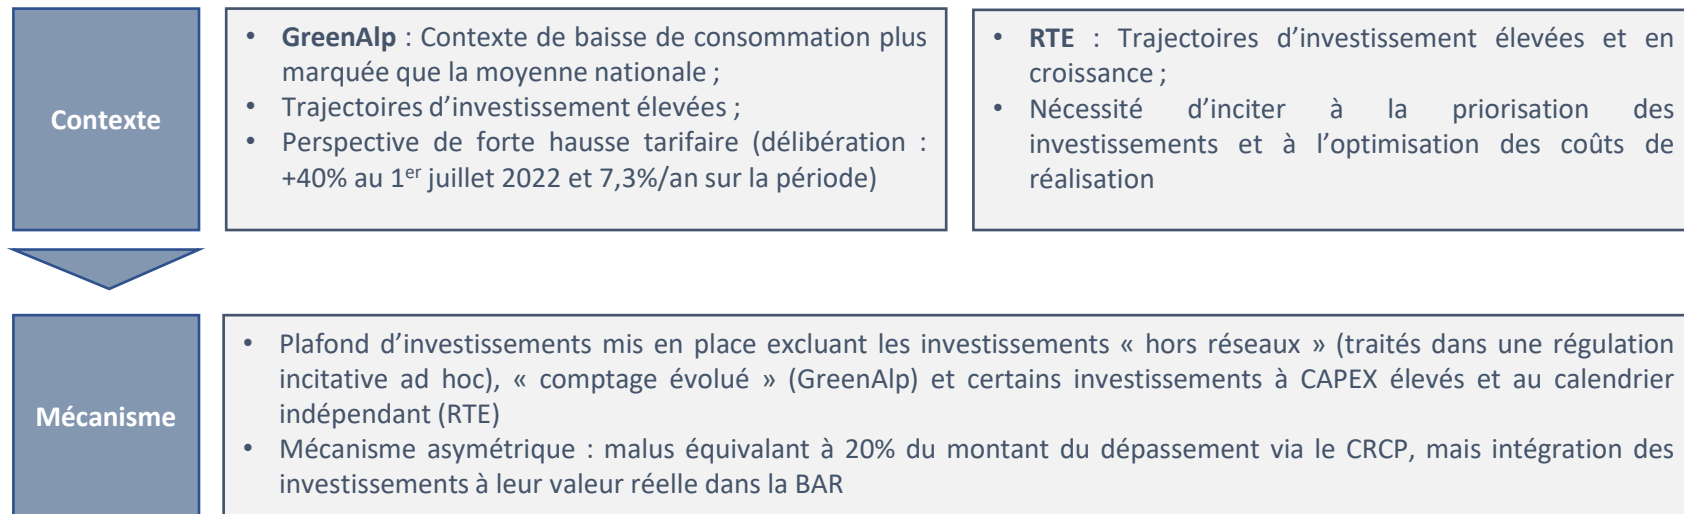 Contexte
• GreenAlp : Contexte de baisse de consommation plus
marquée que la moyenne nationale ;
• Trajectoires d’investissement élevées ;
• Perspective de forte hausse tarifaire (délibération :
+40% au 1er juillet 2022 et 7,3%/an sur la période)
• RTE : Trajectoires d’investissement élevées et en
croissance ;
• Nécessité d’inciter à la priorisation des
investissements et à l’optimisation des coûts de
réalisation
Mécanisme
• Plafond d’investissements mis en place excluant les investissements « hors réseaux » (traités dans une régulation
incitative ad hoc), « comptage évolué » (GreenAlp) et certains investissements à CAPEX élevés et au calendrier
indépendant (RTE)
• Mécanisme asymétrique : malus équivalant à 20% du montant du dépassement via le CRCP, mais intégration des
investissements à leur valeur réelle dans la BAR